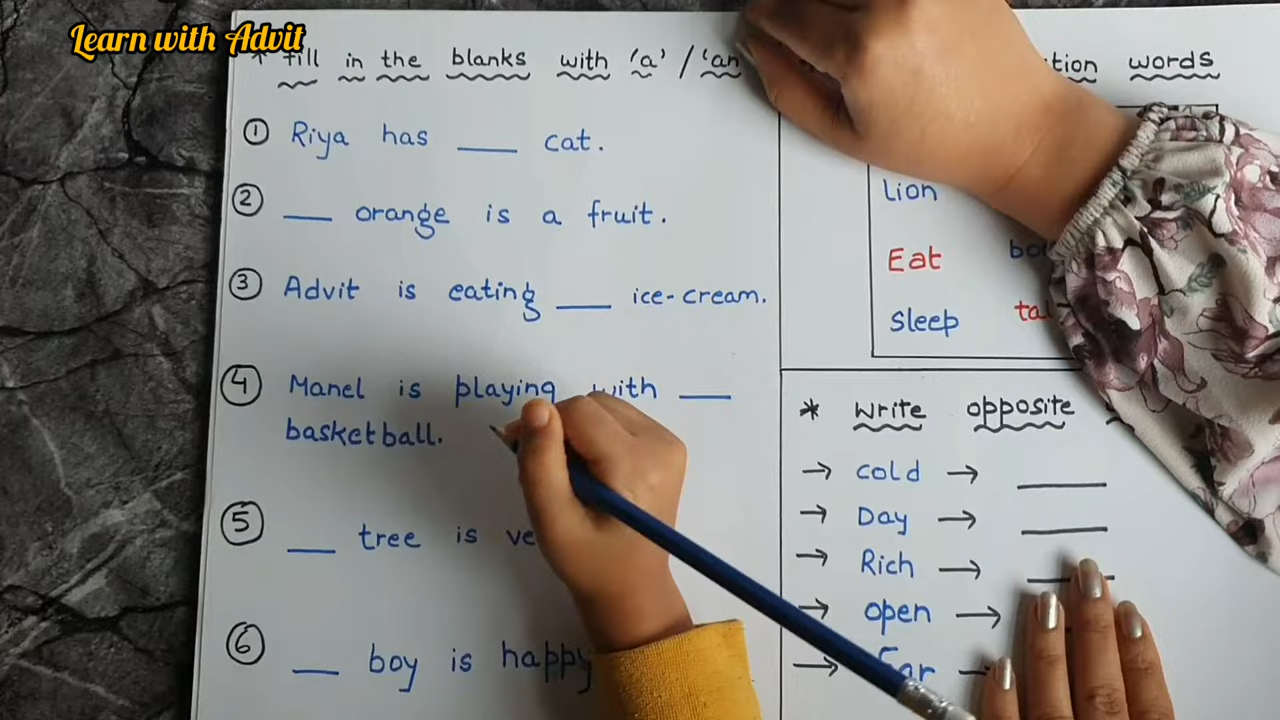 Learn with Advit
* fill in the blanks with 'a' / 'an
① Riya has ___ cat.
② ___ orange is a fruit.
③ Advit is eating ___ ice-cream.
④ Manel is playing with ___
basketball.
⑤ ___ tree is
⑥ ___ boy is happy
words
Lion
Eat
sleep
* write opposite
→ cold → ___
→ Day → ___
→ Rich → ___
→ open →
→ Far →